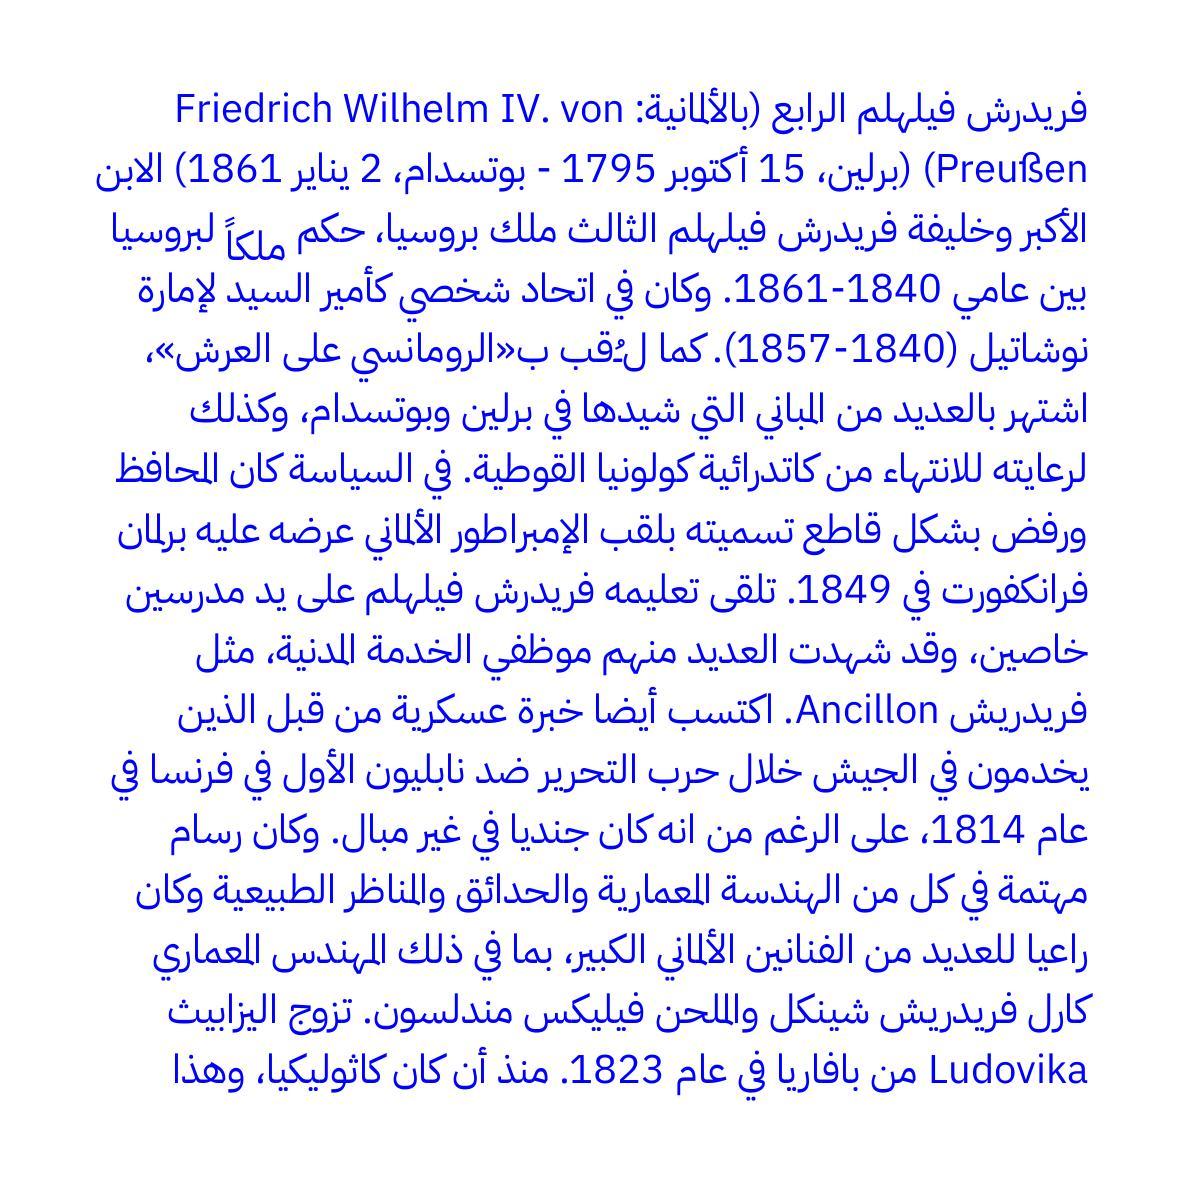 فريدرش فيلهلم الرابع (بالألمانية: Friedrich Wilhelm IV. von
Preußen) (برلين، 15 أكتوبر 1795 - بوتسدام، 2 يناير 1861) الابن
الأكبر وخليفة فريدرش فيلهلم الثالث ملك بروسيا، حكم ملكاً لبروسيا
بين عامي 1840-1861. وكان في اتحاد شخصي كأمير السيد لإمارة
نوشاتيل (1840-1857). كما لـُقب ب«الرومانسي على العرش»،
اشتهر بالعديد من المباني التي شيدها في برلين وبوتسدام، وكذلك
لرعايته للانتهاء من كاتدرائية كولونيا القوطية. في السياسة كان المحافظ
ورفض بشكل قاطع تسميته بلقب الإمبراطور الألماني عرضه عليه برلمان
فرانكفورت في 1849. تلقى تعليمه فريدرش فيلهلم على يد مدرسين
خاصين، وقد شهدت العديد منهم موظفي الخدمة المدنية، مثل
فريدريش Ancillon. اكتسب أيضا خبرة عسكرية من قبل الذين
يخدمون في الجيش خلال حرب التحرير ضد نابليون الأول في فرنسا في
عام 1814، على الرغم من انه كان جنديا في غير مبال. وكان رسام
مهتمة في كل من الهندسة المعمارية والحدائق والمناظر الطبيعية وكان
راعيا للعديد من الفنانين الألماني الكبير، بما في ذلك المهندس المعماري
كارل فريدريش شينكل والملحن فيليكس مندلسون. تزوج اليزابيث
Ludovika من بافاريا في عام 1823. منذ أن كان كاثوليكيا، وهذا